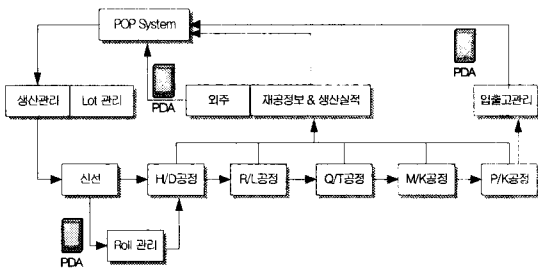 POP System
PDA
PDA
생산관리
Lot 관리
외주
재공정보 & 생산실적
입출고관리
신선
H/D공정
R/L공정
Q/T공정
M/K공정
P/K공정
PDA
Roll 관리